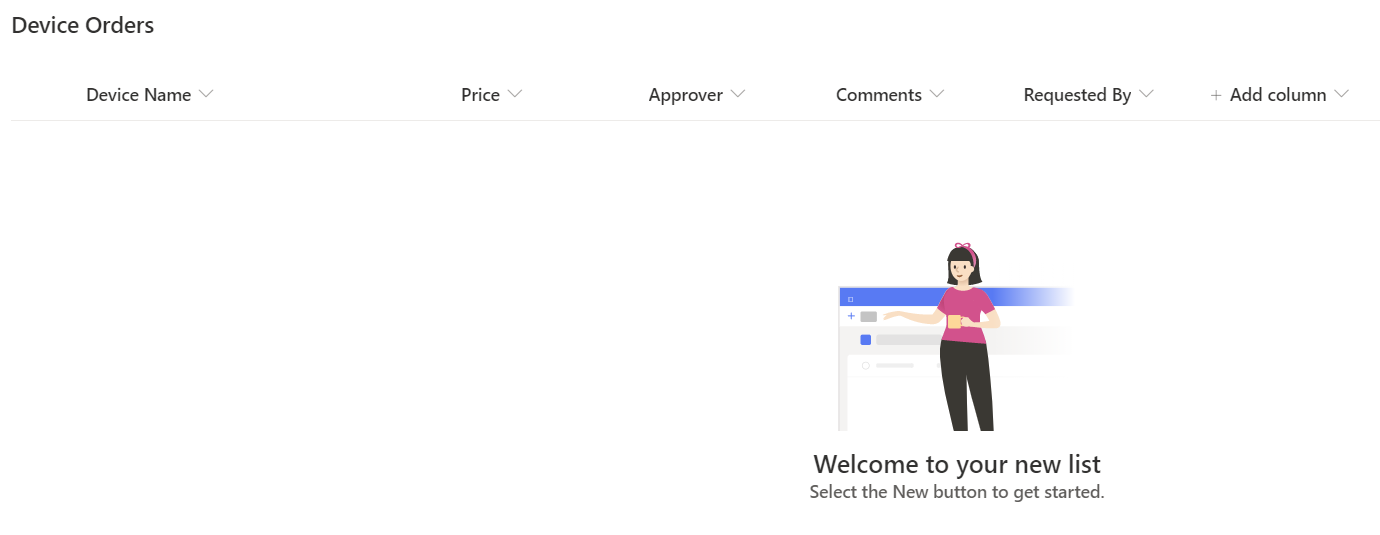 Device Orders
Device Name Price Approver Comments Requested By + Add column
Welcome to your new list
Select the New button to get started.